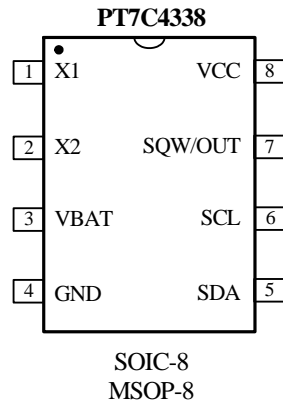 PT7C4338
1 X1 VCC 8
2 X2 SQW/OUT 7
3 VBAT SCL 6
4 GND SDA 5
SOIC-8
MSOP-8